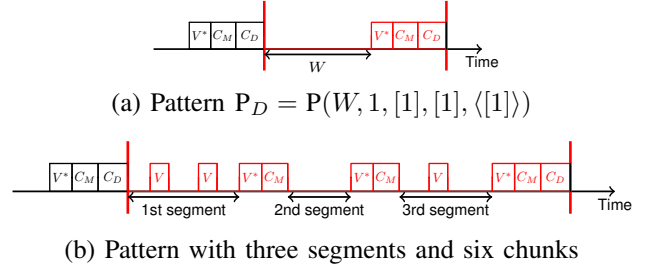 V* C_M C_D V* C_M C_D
W
Time
(a) Pattern P_D = P(W, 1, [1], [1], ⟨[1]⟩)
V* C_M C_D V V V* C_M V* C_M V V* C_M C_D
1st segment 2nd segment 3rd segment Time
(b) Pattern with three segments and six chunks